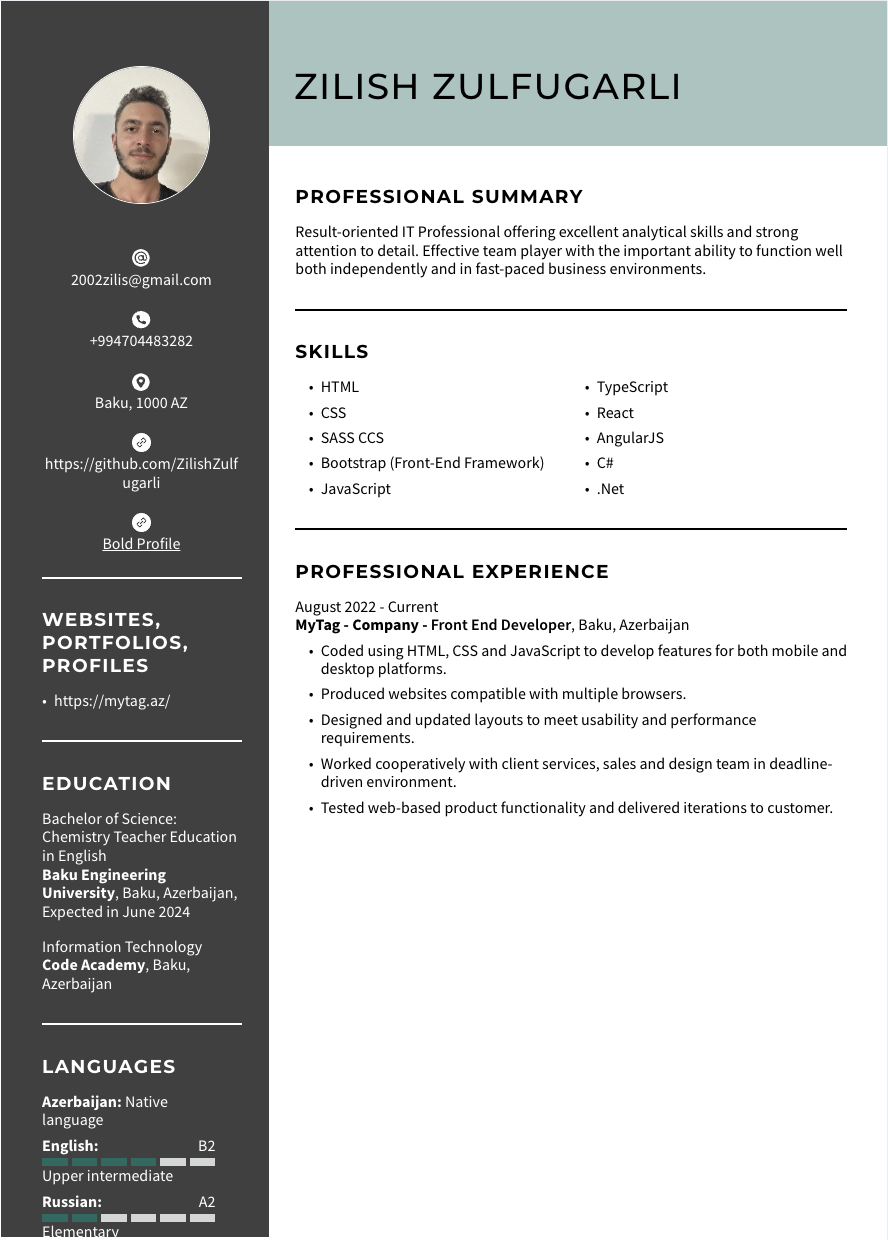 ZILISH ZULFUGARLI
2002zilis@gmail.com
+994704483282
Baku, 1000 AZ
https://github.com/ZilishZulf
ugarli
Bold Profile
WEBSITES,
PORTFOLIOS,
PROFILES
• https://mytag.az/
EDUCATION
Bachelor of Science:
Chemistry Teacher Education
in English
Baku Engineering
University, Baku, Azerbaijan,
Expected in June 2024
Information Technology
Code Academy, Baku,
Azerbaijan
LANGUAGES
Azerbaijan: Native
language
English: B2
Upper intermediate
Russian: A2
Elementary
PROFESSIONAL SUMMARY
Result-oriented IT Professional offering excellent analytical skills and strong
attention to detail. Effective team player with the important ability to function well
both independently and in fast-paced business environments.
SKILLS
• HTML
• CSS
• SASS CCS
• Bootstrap (Front-End Framework)
• JavaScript
• TypeScript
• React
• AngularJS
• C#
• .Net
PROFESSIONAL EXPERIENCE
August 2022 - Current
MyTag - Company - Front End Developer, Baku, Azerbaijan
• Coded using HTML, CSS and JavaScript to develop features for both mobile and
desktop platforms.
• Produced websites compatible with multiple browsers.
• Designed and updated layouts to meet usability and performance
requirements.
• Worked cooperatively with client services, sales and design team in deadline-
driven environment.
• Tested web-based product functionality and delivered iterations to customer.